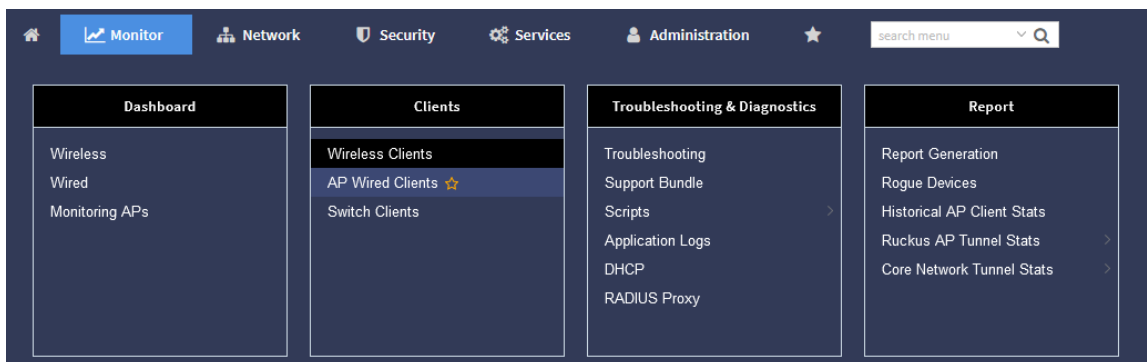 Monitor Network Security Services Administration search menu
Dashboard
Wireless
Wired
Monitoring APs
Clients
Wireless Clients
AP Wired Clients
Switch Clients
Troubleshooting & Diagnostics
Troubleshooting
Support Bundle
Scripts
Application Logs
DHCP
RADIUS Proxy
Report
Report Generation
Rogue Devices
Historical AP Client Stats
Ruckus AP Tunnel Stats
Core Network Tunnel Stats